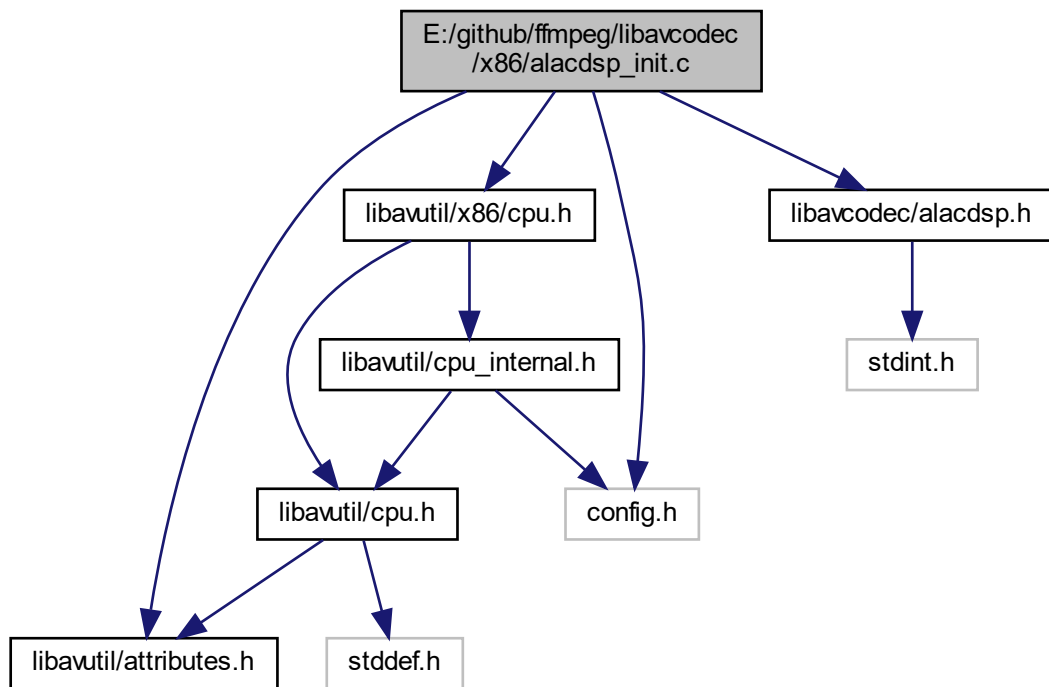 E:/github/ffmpeg/libavcodec
/x86/alacdsp_init.c
libavutil/x86/cpu.h
libavcodec/alacdsp.h
libavutil/cpu_internal.h
stdint.h
libavutil/cpu.h
config.h
libavutil/attributes.h
stddef.h